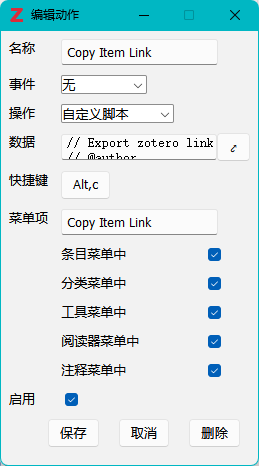 Z 编辑动作
名称 Copy Item Link
事件 无
操作 自定义脚本
数据 // Export zotero link
// @author
快捷键 Alt,c
菜单项 Copy Item Link
条目菜单中
分类菜单中
工具菜单中
阅读器菜单中
注释菜单中
启用
保存 取消 删除